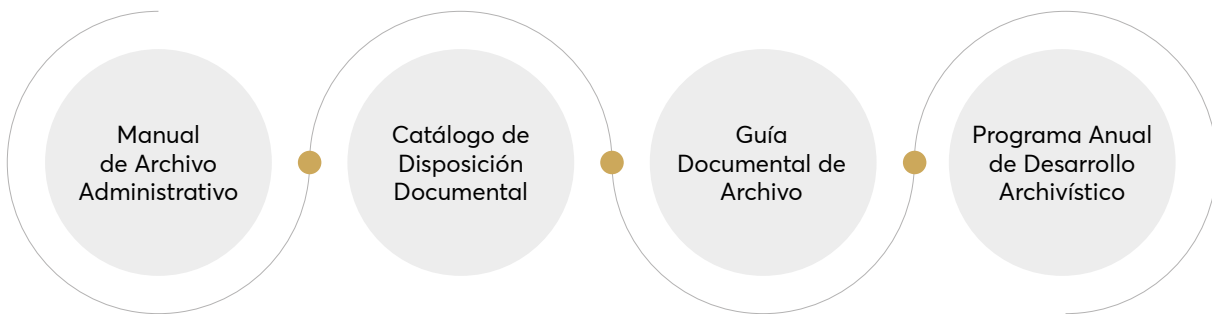 Manual
de Archivo
Administrativo
Catálogo de
Disposición
Documental
Guía
Documental de
Archivo
Programa Anual
de Desarrollo
Archivístico